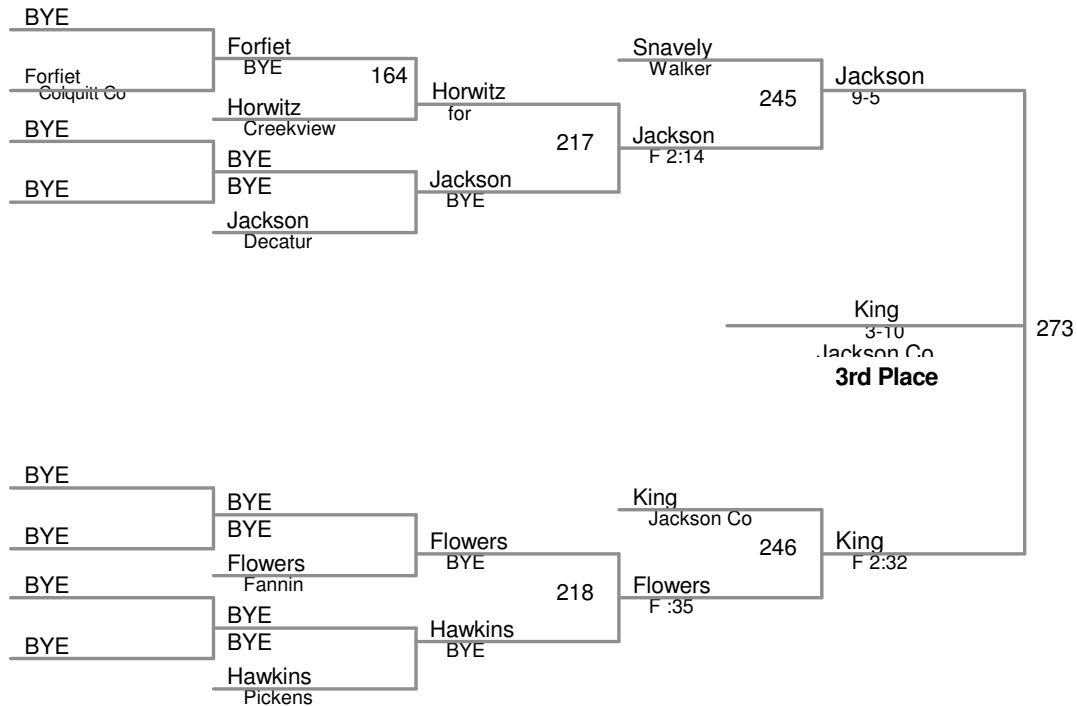 BYE
Forfiet
BYE
Forfiet
Colquitt Co
164
Horwitz
Creekview
Horwitz
for
BYE
BYE
BYE
BYE
Jackson
Decatur
Jackson
BYE
217
Snavely
Walker
Jackson
F 2:14
245
Jackson
9-5
King
3-10
Jackson Co
3rd Place
273
BYE
BYE
BYE
BYE
Flowers
Fannin
Flowers
BYE
BYE
BYE
BYE
BYE
Hawkins
Pickens
Hawkins
BYE
218
King
Jackson Co
Flowers
F :35
246
King
F 2:32